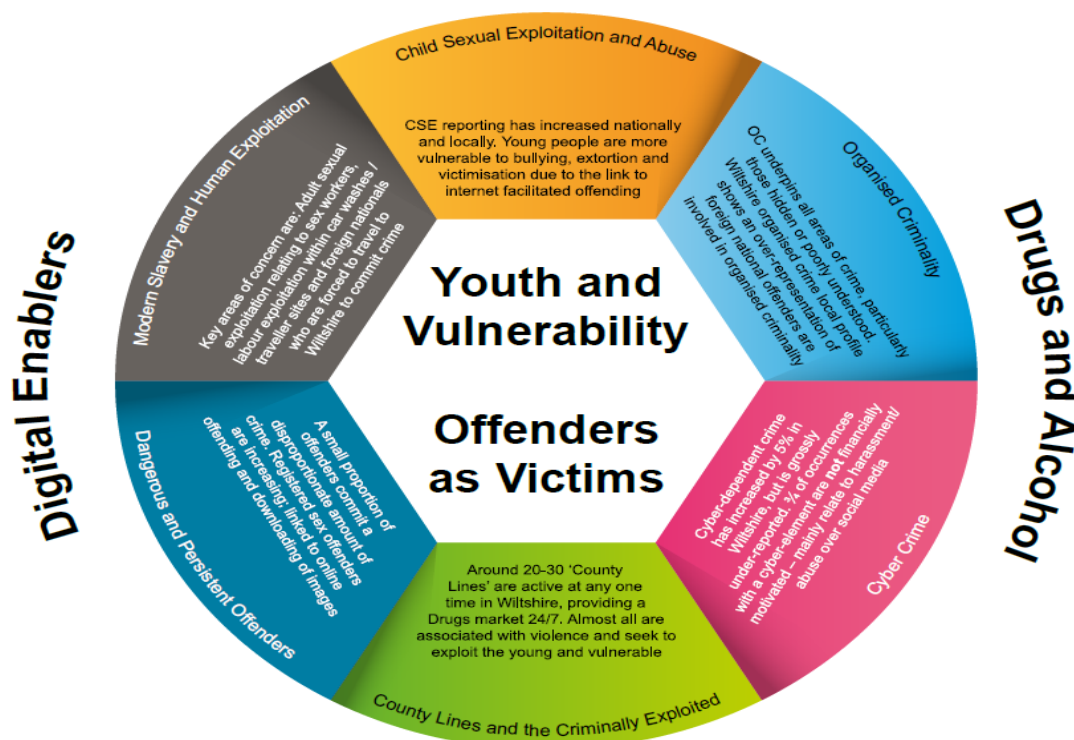 Child Sexual Exploitation and Abuse
CSE reporting has increased nationally
and locally. Young people are more
vulnerable to bullying, extortion and
victimisation due to the link to
internet facilitated offending
Organised Criminality
OC underpins all areas of crime, particularly
those hidden or poorly understood.
Wiltshire organised crime local profile
shows an over-representation of
foreign national offenders are
involved in organised criminality
Drugs and Alcohol
Cyber Crime
Cyber-dependent crime
has increased by 5% in
Wiltshire, but is grossly
under-reported. ¾ of occurrences
with a cyber-element are not financially
motivated – mainly relate to harassment/
abuse over social media
County Lines and the Criminally Exploited
Around 20-30 ‘County
Lines’ are active at any one
time in Wiltshire, providing a
Drugs market 24/7. Almost all are
associated with violence and seek to
exploit the young and vulnerable
Dangerous and Persistent Offenders
A small proportion of
offenders commit a
disproportionate amount of
crime. Registered sex offenders
are increasing: linked to online
offending and downloading of images
Digital Enablers
Modern Slavery and Human Exploitation
Key areas of concern are: Adult sexual
exploitation relating to sex workers,
labour exploitation within car washes /
traveller sites and foreign nationals
who are forced to travel to
Wiltshire to commit crime
Youth and
Vulnerability
Offenders
as Victims